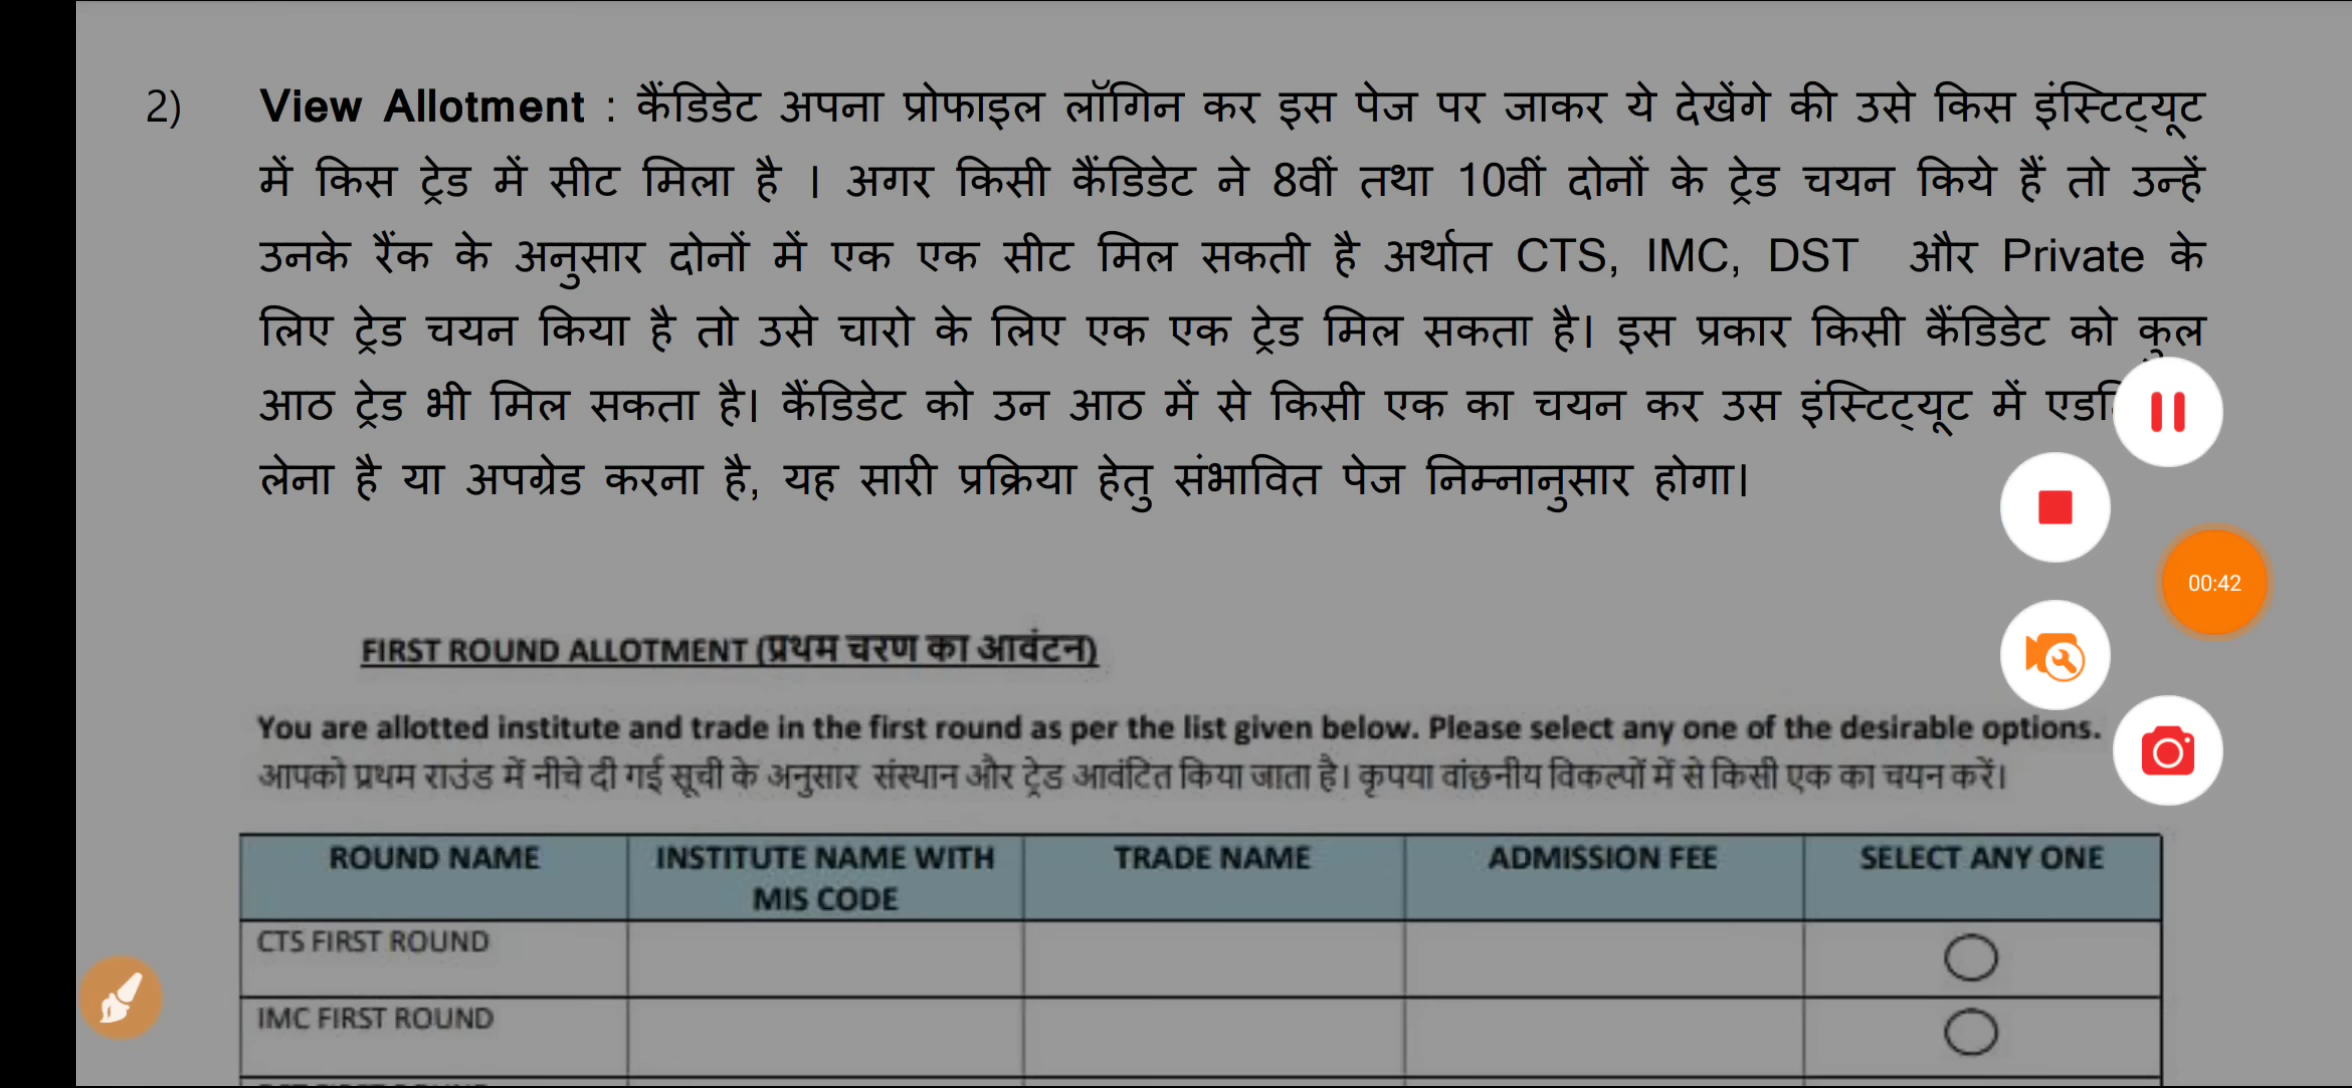 2) View Allotment : कैंडिडेट अपना प्रोफाइल लॉगिन कर इस पेज पर जाकर ये देखेंगे की उसे किस इंस्टिट्यूट
में किस ट्रेड में सीट मिला है । अगर किसी कैंडिडेट ने 8वीं तथा 10वीं दोनों के ट्रेड चयन किये हैं तो उन्हें
उनके रैंक के अनुसार दोनों में एक एक सीट मिल सकती है अर्थात CTS, IMC, DST और Private के
लिए ट्रेड चयन किया है तो उसे चारो के लिए एक एक ट्रेड मिल सकता है। इस प्रकार किसी कैंडिडेट को कुल
आठ ट्रेड भी मिल सकता है। कैंडिडेट को उन आठ में से किसी एक का चयन कर उस इंस्टिट्यूट में
लेना है या अपग्रेड करना है, यह सारी प्रक्रिया हेतु संभावित पेज निम्नानुसार होगा।
00:42
FIRST ROUND ALLOTMENT (प्रथम चरण का आवंटन)
You are allotted institute and trade in the first round as per the list given below. Please select any one of the desirable options.
आपको प्रथम राउंड में नीचे दी गई सूची के अनुसार संस्थान और ट्रेड आवंटित किया जाता है। कृपया वांछनीय विकल्पों में से किसी एक का चयन करें।
ROUND NAME INSTITUTE NAME WITH TRADE NAME ADMISSION FEE SELECT ANY ONE
MIS CODE
CTS FIRST ROUND
IMC FIRST ROUND